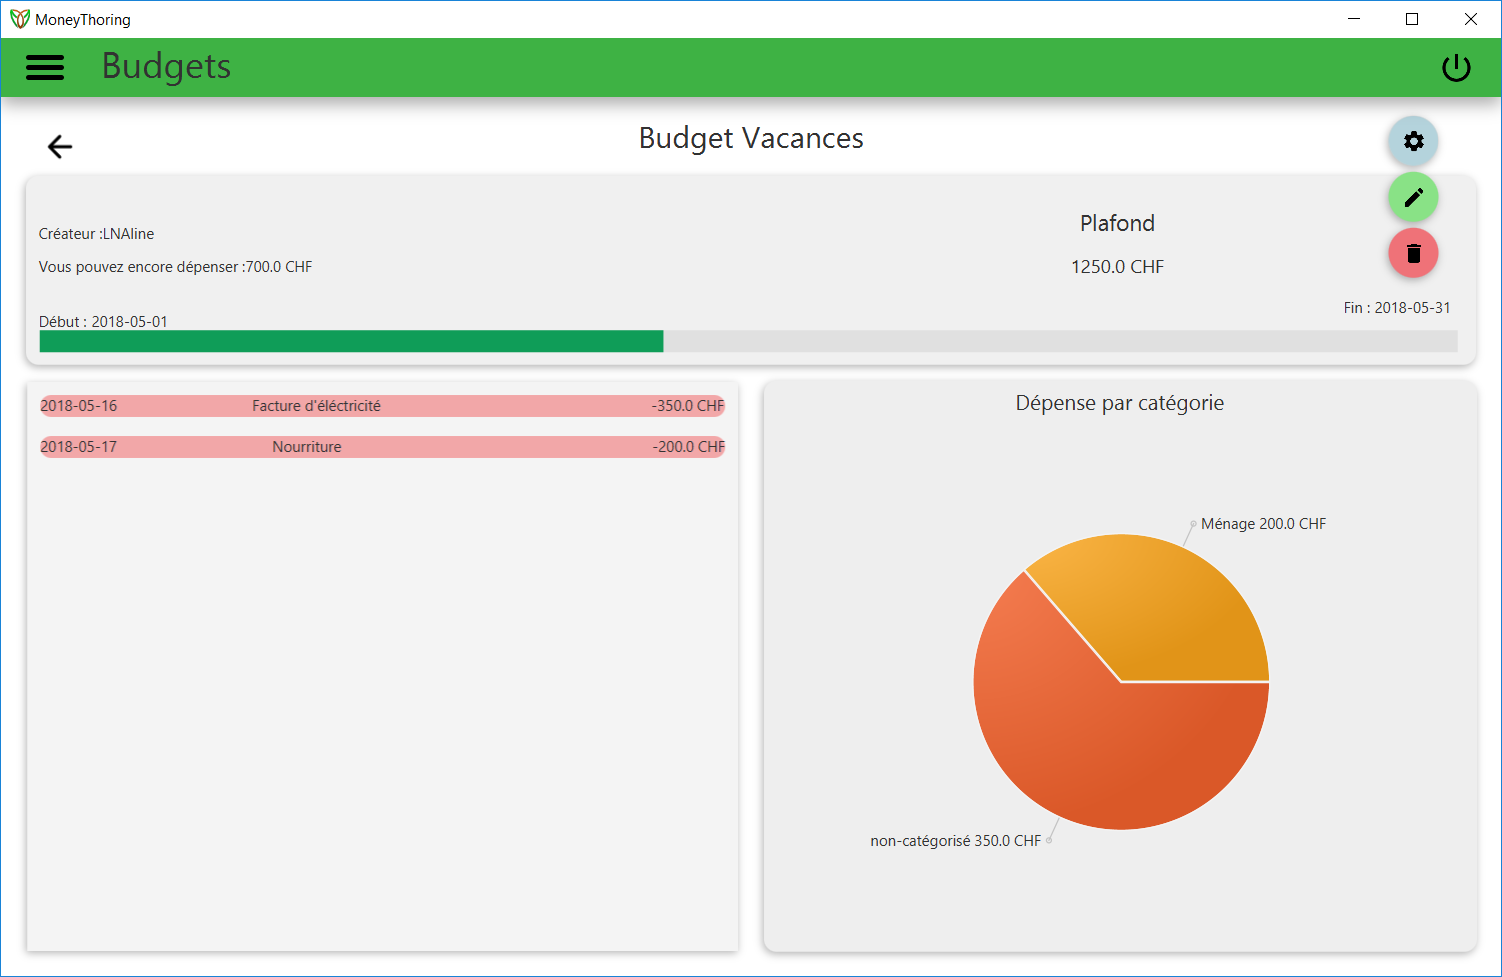 MoneyThoring
Budgets
Budget Vacances
Créateur :LNAline
Vous pouvez encore dépenser :700.0 CHF
Plafond
1250.0 CHF
Début : 2018-05-01
Fin : 2018-05-31
2018-05-16 Facture d'éléctricité -350.0 CHF
2018-05-17 Nourriture -200.0 CHF
Dépense par catégorie
Ménage 200.0 CHF
non-catégorisé 350.0 CHF